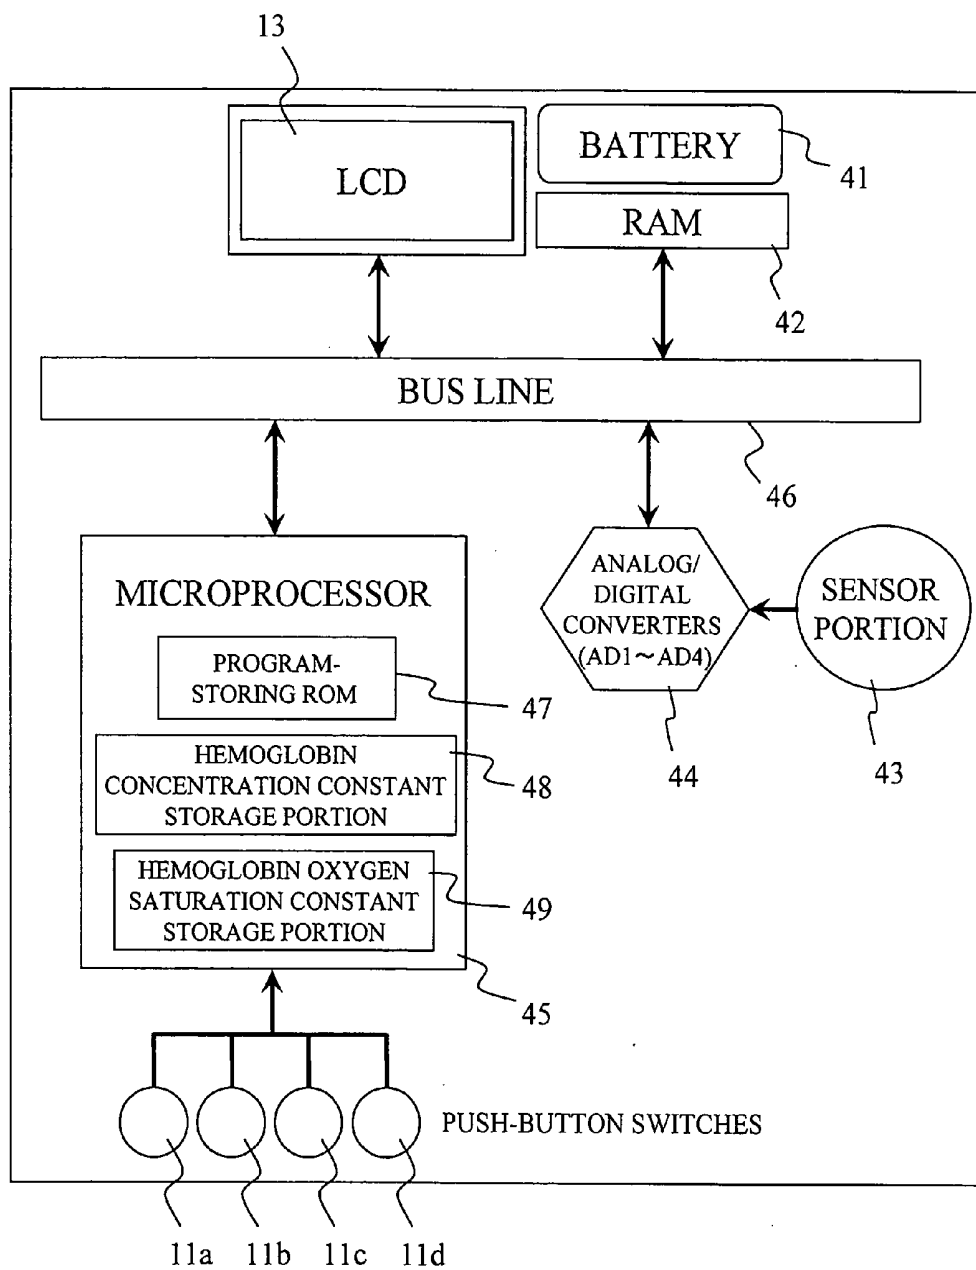 13
LCD
BATTERY
41
RAM
42
BUS LINE
46
MICROPROCESSOR
PROGRAM-
STORING ROM
47
HEMOGLOBIN
CONCENTRATION CONSTANT
STORAGE PORTION
48
HEMOGLOBIN OXYGEN
SATURATION CONSTANT
STORAGE PORTION
49
45
ANALOG/
DIGITAL
CONVERTERS
(AD1~AD4)
44
SENSOR
PORTION
43
PUSH-BUTTON SWITCHES
11a 11b 11c 11d